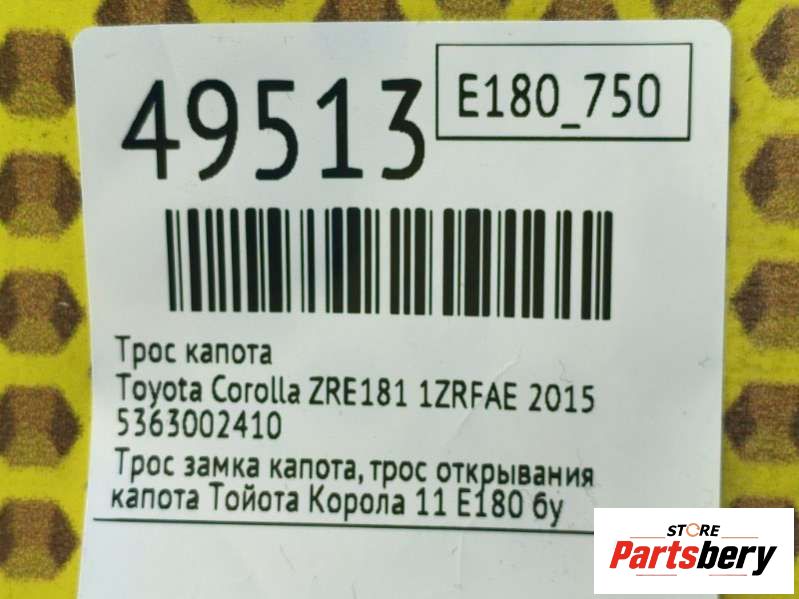 49513
E180_750
Трос капота
Toyota Corolla ZRE181 1ZRFAE 2015
5363002410
Трос замка капота, трос открывания
капота Тойота Корола 11 Е180 бу
STORE
Partsbery